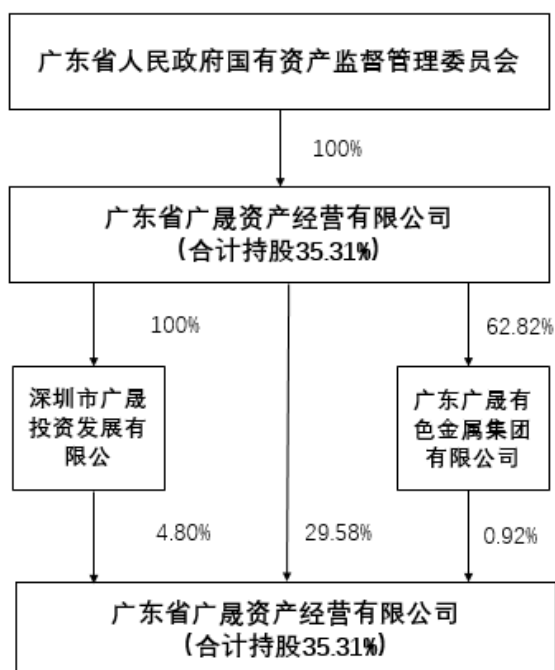 广东省人民政府国有资产监督管理委员会
100%
广东省广晟资产经营有限公司
(合计持股35.31%)
100%
62.82%
深圳市广晟
投资发展有
限公
广东广晟有
色金属集团
有限公司
4.80%
29.58%
0.92%
广东省广晟资产经营有限公司
(合计持股35.31%)